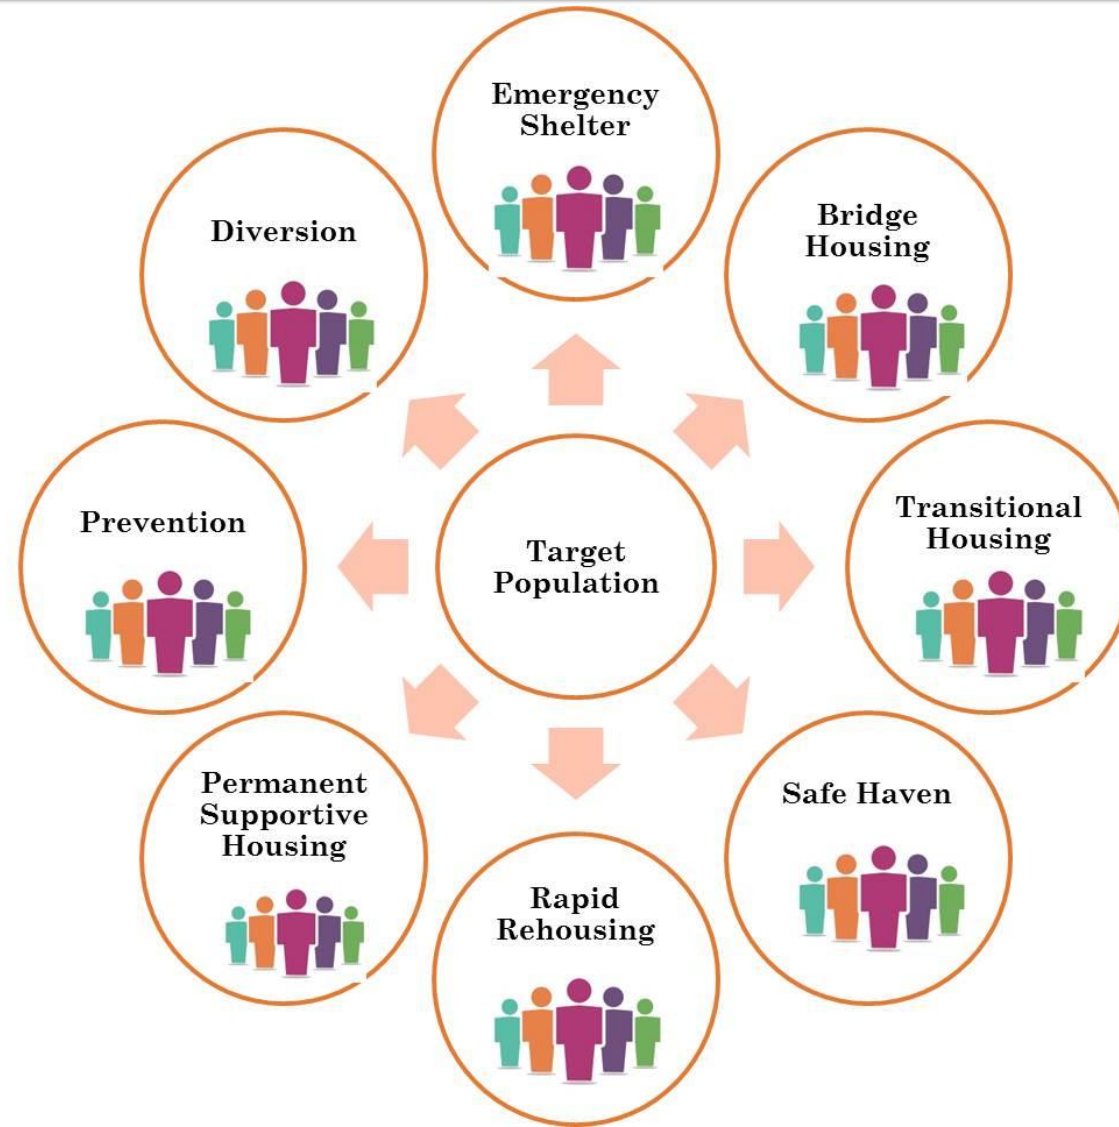 Emergency
Shelter
Bridge
Housing
Transitional
Housing
Safe Haven
Rapid
Rehousing
Permanent
Supportive
Housing
Prevention
Diversion
Target
Population